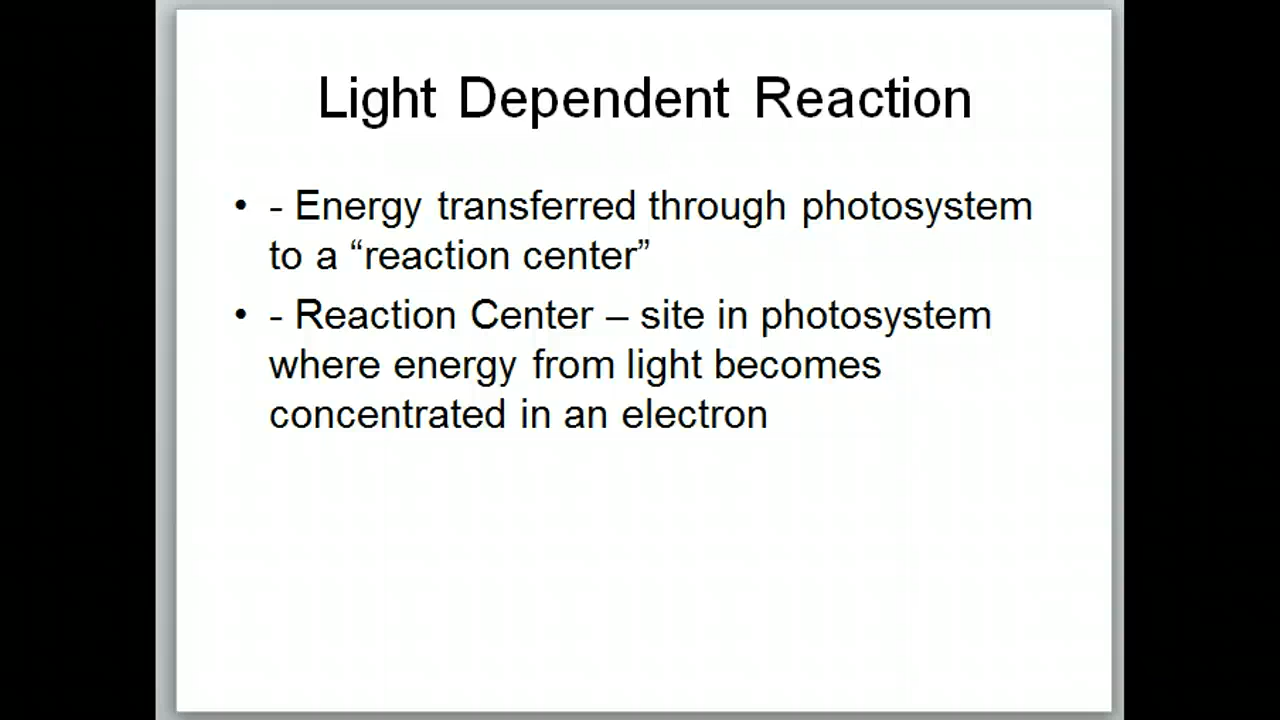 Light Dependent Reaction
• - Energy transferred through photosystem
to a “reaction center”
• - Reaction Center – site in photosystem
where energy from light becomes
concentrated in an electron